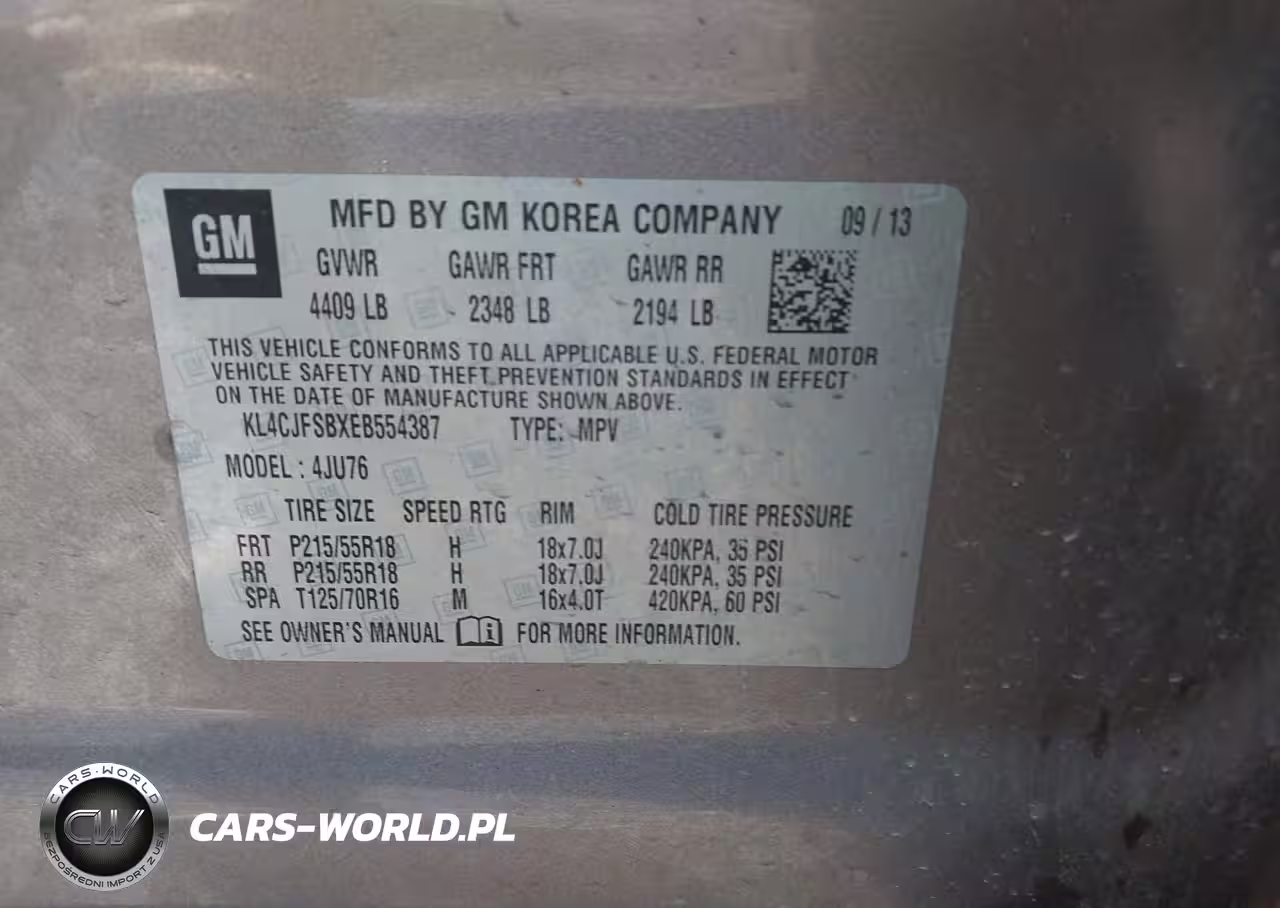 GM
MFD BY GM KOREA COMPANY 09 / 13
GVWR GAWR FRT GAWR RR
4409 LB 2348 LB 2194 LB
THIS VEHICLE CONFORMS TO ALL APPLICABLE U.S. FEDERAL MOTOR
VEHICLE SAFETY AND THEFT PREVENTION STANDARDS IN EFFECT
ON THE DATE OF MANUFACTURE SHOWN ABOVE.
KL4CJFSBXEB554387 TYPE: MPV
MODEL : 4JU76
TIRE SIZE SPEED RTG RIM COLD TIRE PRESSURE
FRT P215/55R18 H 18x7.0J 240KPA, 35 PSI
RR P215/55R18 H 18x7.0J 240KPA, 35 PSI
SPA T125/70R16 M 16x4.0T 420KPA, 60 PSI
SEE OWNER'S MANUAL FOR MORE INFORMATION.
CARS-WORLD
CW
BEZPOŚREDNI IMPORT Z USA
CARS-WORLD.PL